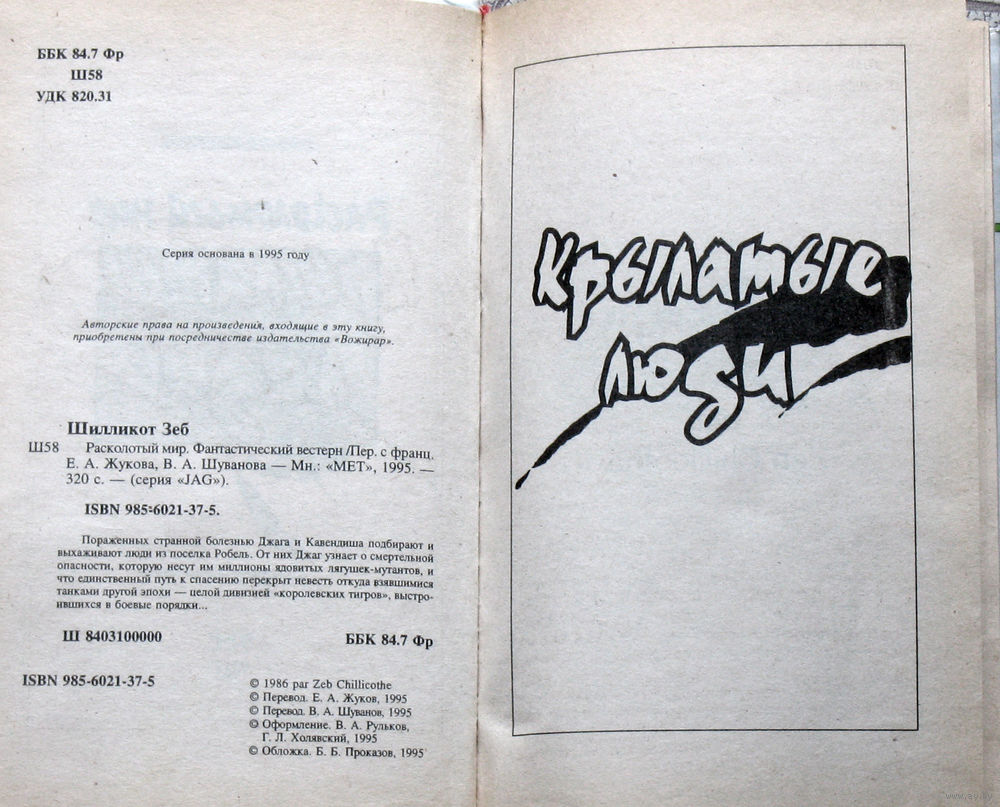 ББК 84.7 Фр
Ш58
УДК 820.31
Серия основана в 1995 году
Авторские права на произведения, входящие в эту книгу,
приобретены при посредничестве издательства «Вожирар».
Шилликот Зеб
Ш58 Расколотый мир. Фантастический вестерн /Пер. с франц.
Е. А. Жукова, В. А. Шуванова — Мн.: «МЕТ», 1995. —
320 с. — (серия «JAG»).
ISBN 985-6021-37-5.
Пораженных странной болезнью Джага и Кавендиша подбирают и
выхаживают люди из поселка Робель. От них Джаг узнает о смертельной
опасности, которую несут им миллионы ядовитых лягушек-мутантов, и
что единственный путь к спасению перекрыт невесть откуда взявшимися
танками другой эпохи — целой дивизией «королевских тигров», выстро-
ившихся в боевые порядки...
Ш 8403100000 ББК 84.7 Фр
ISBN 985-6021-37-5
© 1986 par Zeb Chillicothe
© Перевод. Е. А. Жуков, 1995
© Перевод. В. А. Шуванов, 1995
© Оформление. В. А. Рульков,
Г. Л. Холявский, 1995
© Обложка. Б. Б. Проказов, 1995
Крылатые
люди
www.ay.by